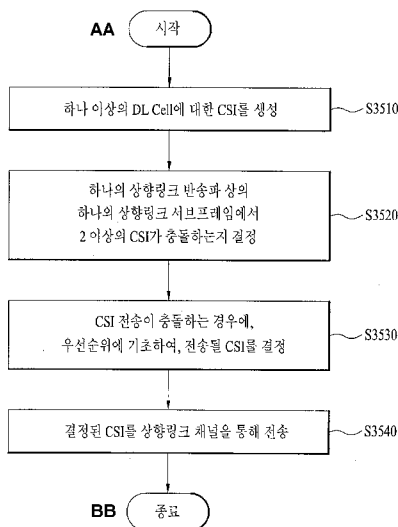 AA 시작
하나 이상의 DL Cell에 대한 CSI를 생성 S3510
하나의 상향링크 반송파 상의
하나의 상향링크 서브프레임에서 S3520
2 이상의 CSI가 충돌하는지 결정
CSI 전송이 충돌하는 경우에,
우선순위에 기초하여, 전송될 CSI를 결정 S3530
결정된 CSI를 상향링크 채널을 통해 전송 S3540
BB 종료